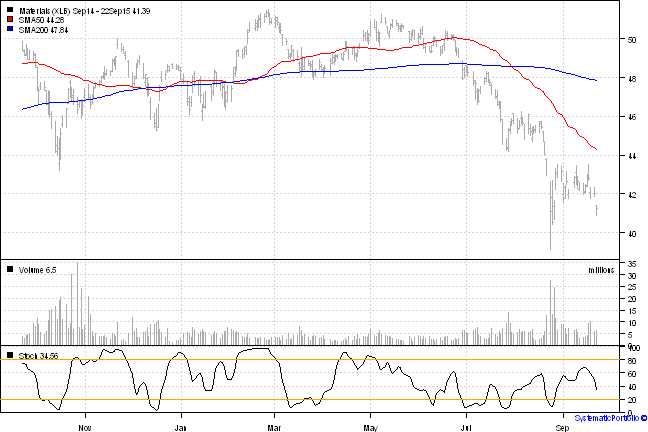 Materials (XLB) Sep14 - 22Sep15 41.39
SMA50 44.28
SMA200 47.84
50
48
46
44
42
40
Volume 6.5
millions
35
30
25
20
15
10
5
0
Stoch 34.56
100
80
60
40
20
0
Nov Jan Mar May Jul Sep
SystematicPortfolio ©